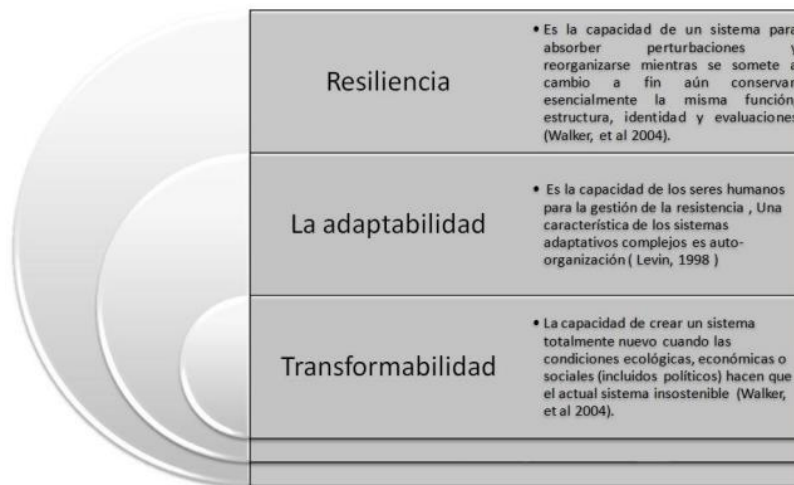 Resiliencia
• Es la capacidad de un sistema para
absorber perturbaciones y
reorganizarse mientras se somete a
cambio a fin aún conservar
esencialmente la misma función,
estructura, identidad y evaluaciones
(Walker, et al 2004).
La adaptabilidad
• Es la capacidad de los seres humanos
para la gestión de la resistencia , Una
característica de los sistemas
adaptativos complejos es auto-
organización ( Levin, 1998 )
Transformabilidad
• La capacidad de crear un sistema
totalmente nuevo cuando las
condiciones ecológicas, económicas o
sociales (incluidos políticos) hacen que
el actual sistema insostenible (Walker,
et al 2004).